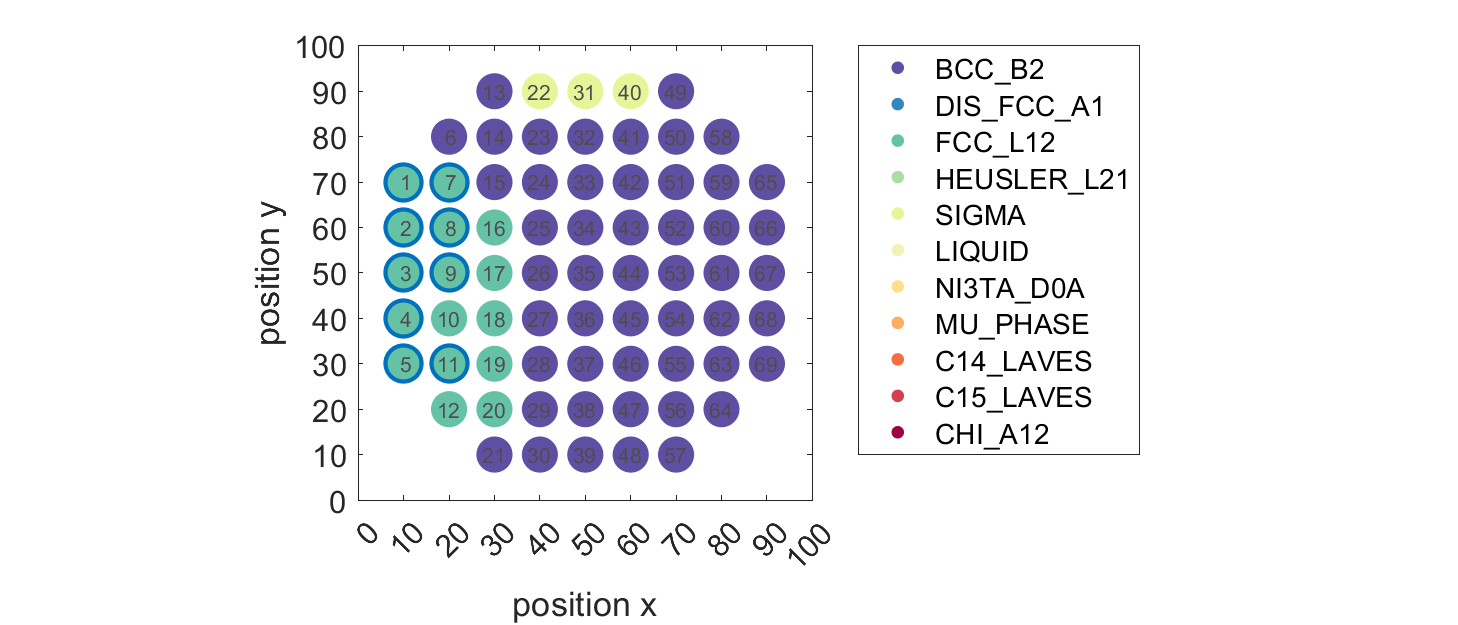 100
90
80
70
60
50
40
30
20
10
0
position y
13 22 31 40 49
6 14 23 32 41 50 58
1 7 15 24 33 42 51 59 65
2 8 16 25 34 43 52 60 66
3 9 17 26 35 44 53 61 67
4 10 18 27 36 45 54 62 68
5 11 19 28 37 46 55 63 69
12 20 29 38 47 56 64
21 30 39 48 57
0 10 20 30 40 50 60 70 80 90 100
position x
BCC_B2
DIS_FCC_A1
FCC_L12
HEUSLER_L21
SIGMA
LIQUID
NI3TA_D0A
MU_PHASE
C14_LAVES
C15_LAVES
CHI_A12